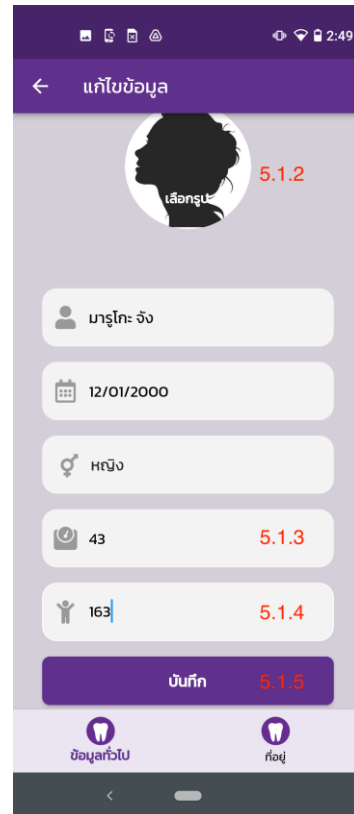 2:49
แก้ไขข้อมูล
5.1.2
เลือกรูป
มารูโกะ จัง
12/01/2000
หญิง
43 5.1.3
163 5.1.4
บันทึก 5.1.5
ข้อมูลทั่วไป ที่อยู่